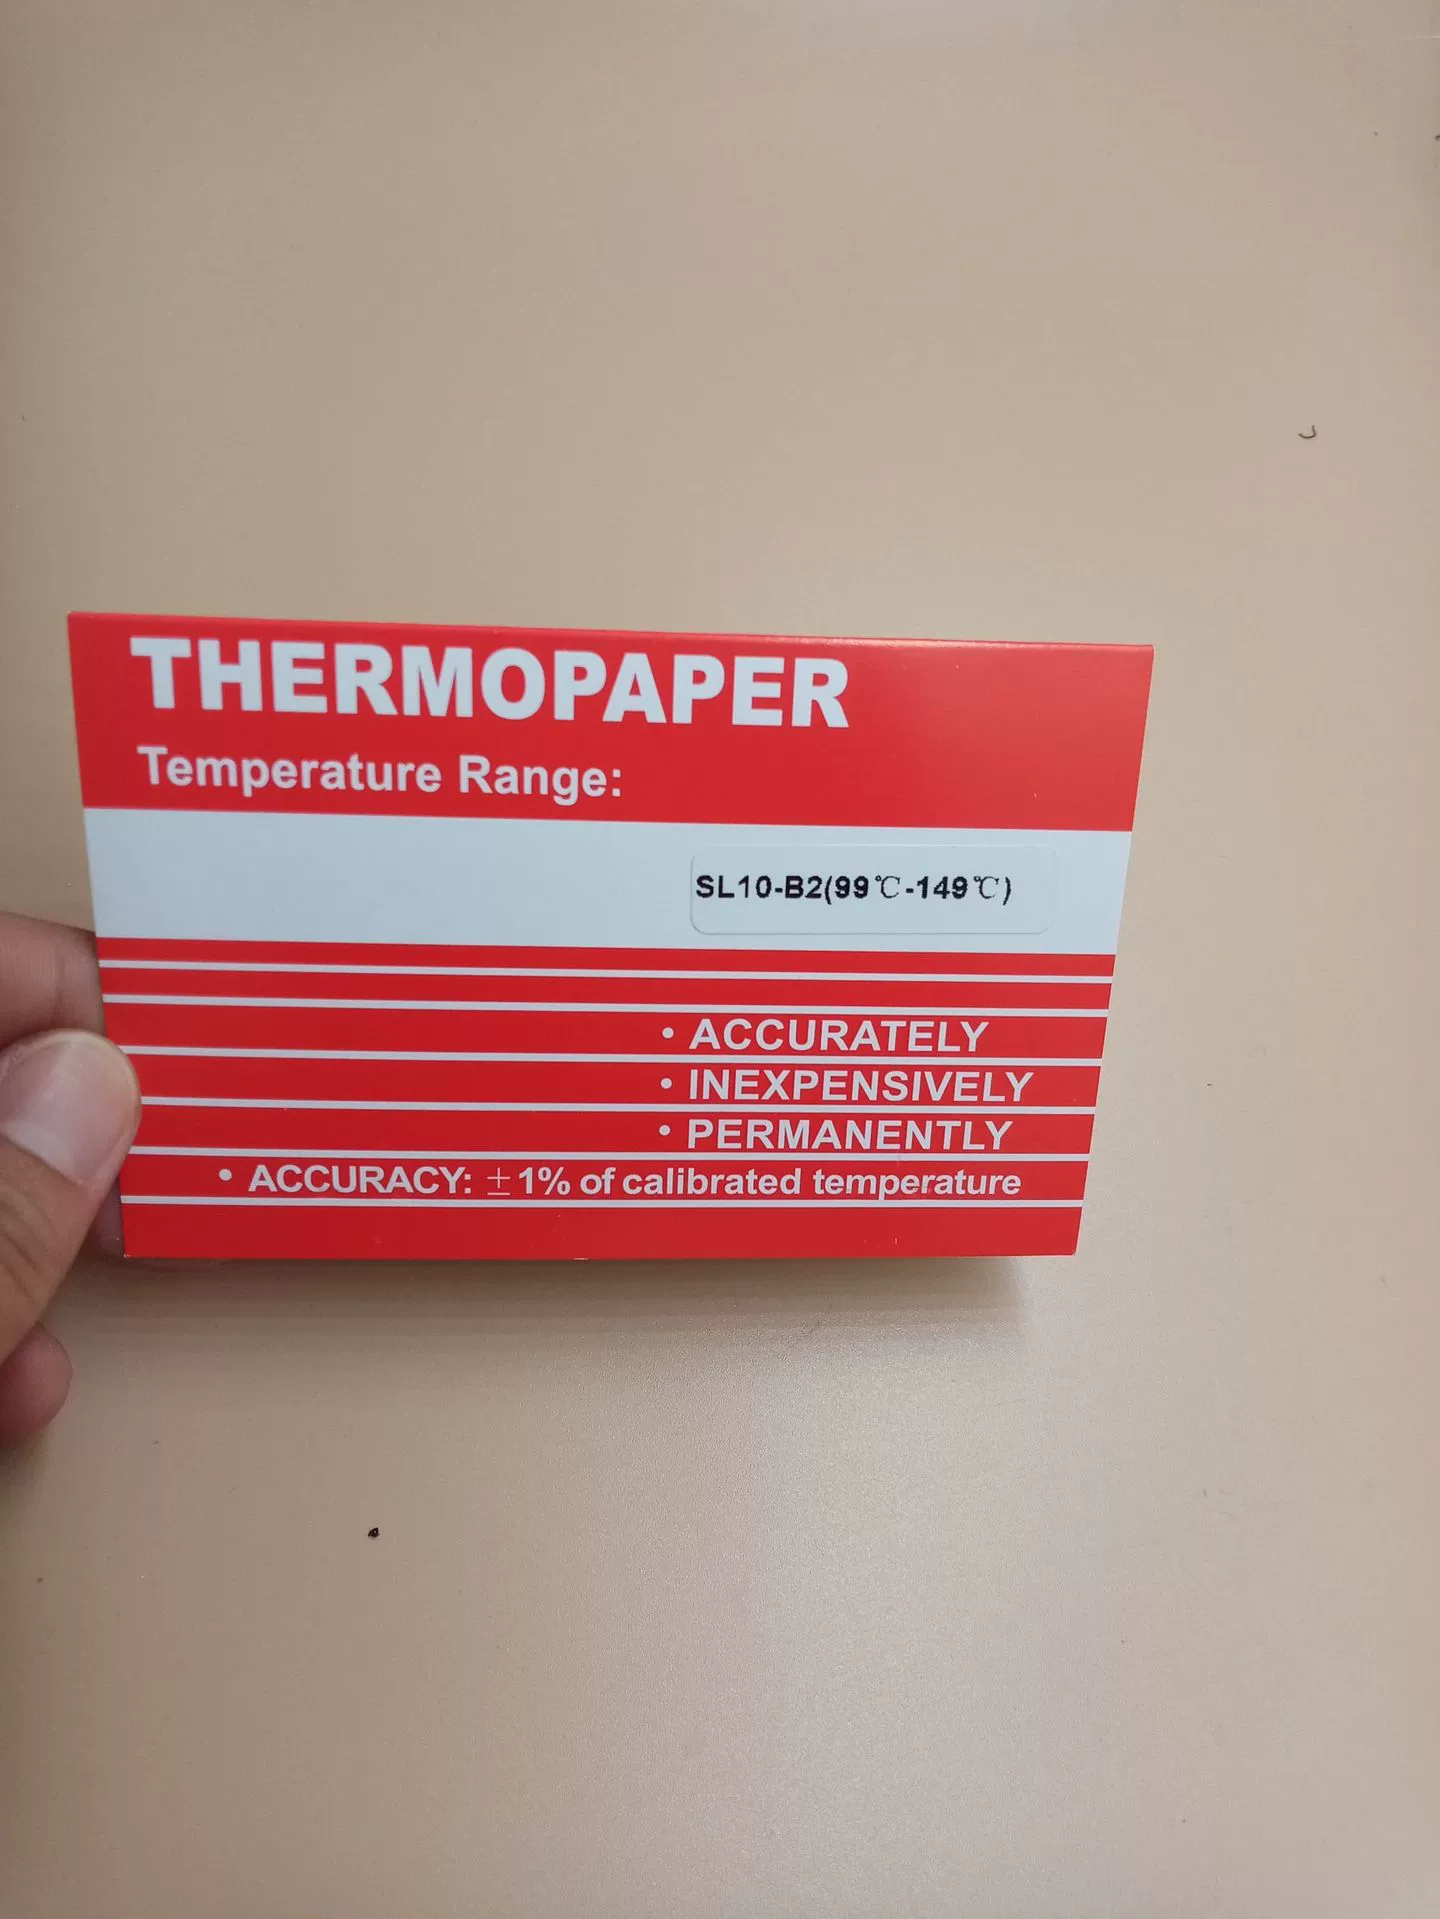 THERMOPAPER
Temperature Range:
SL10-B2(99℃-149℃)
• ACCURATELY
• INEXPENSIVELY
• PERMANENTLY
• ACCURACY: ±1% of calibrated temperature